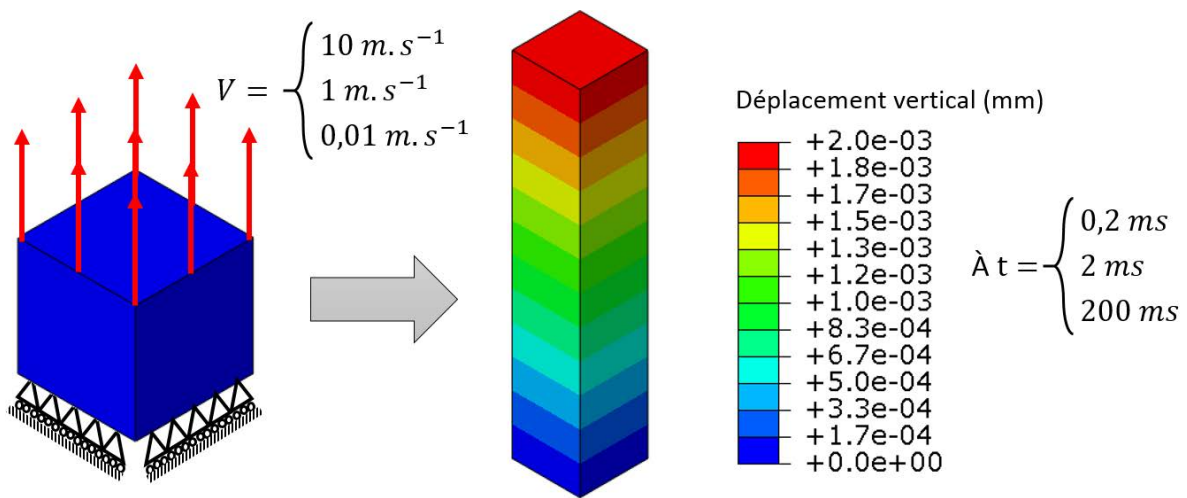 V = { 10 m.s⁻¹
1 m.s⁻¹
0,01 m.s⁻¹
Déplacement vertical (mm)
+2.0e-03
+1.8e-03
+1.7e-03
+1.5e-03
+1.3e-03
+1.2e-03
+1.0e-03
+8.3e-04
+6.7e-04
+5.0e-04
+3.3e-04
+1.7e-04
+0.0e+00
À t = { 0,2 ms
2 ms
200 ms